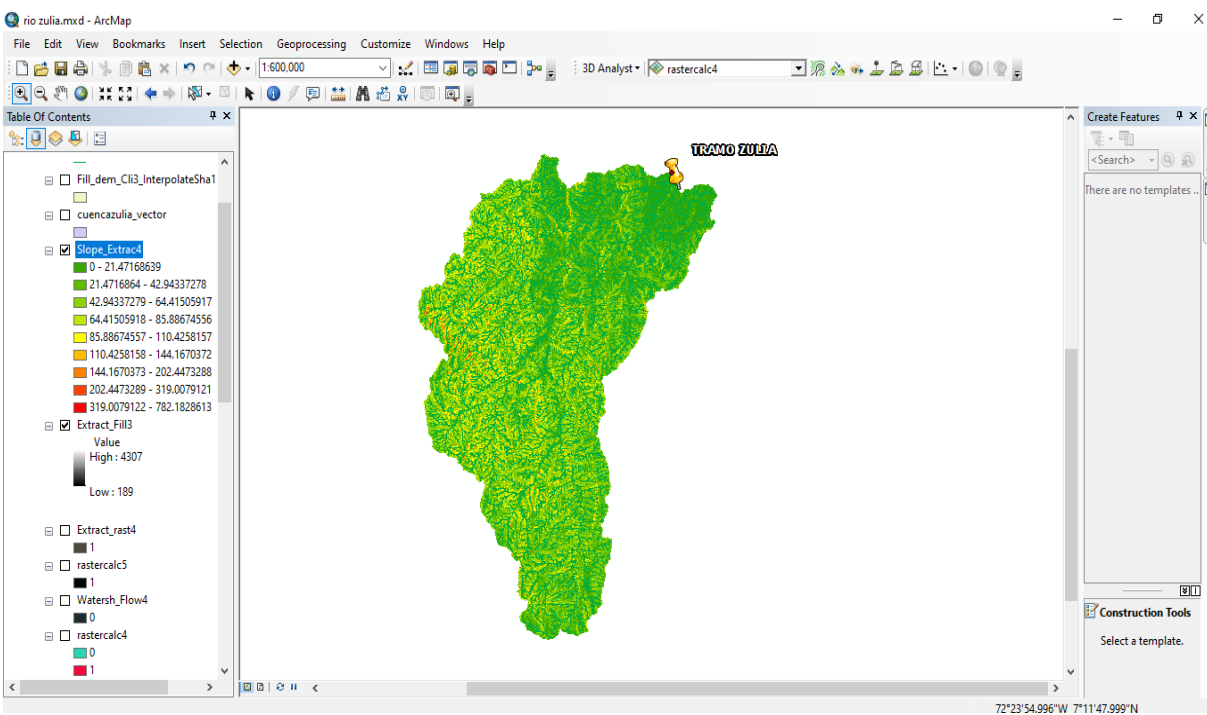 rio zulia.mxd - ArcMap
File Edit View Bookmarks Insert Selection Geoprocessing Customize Windows Help
1:600,000
3D Analyst
rastercalc4
Table Of Contents
Fill_dem_Cli3_InterpolateSha1
cuencazulia_vector
Slope_Extrac4
0 - 21.47168639
21.4716864 - 42.94337278
42.94337279 - 64.41505917
64.41505918 - 85.88674556
85.88674557 - 110.4258157
110.4258158 - 144.1670372
144.1670373 - 202.4473288
202.4473289 - 319.0079121
319.0079122 - 782.1828613
Extract_Fill3
Value
High : 4307
Low : 189
Extract_rast4
1
rastercalc5
1
Watersh_Flow4
0
rastercalc4
0
1
TRAMO ZULIA
Create Features
<Search>
There are no templates ..
Construction Tools
Select a template.
72°23'54.996"W 7°11'47.999"N